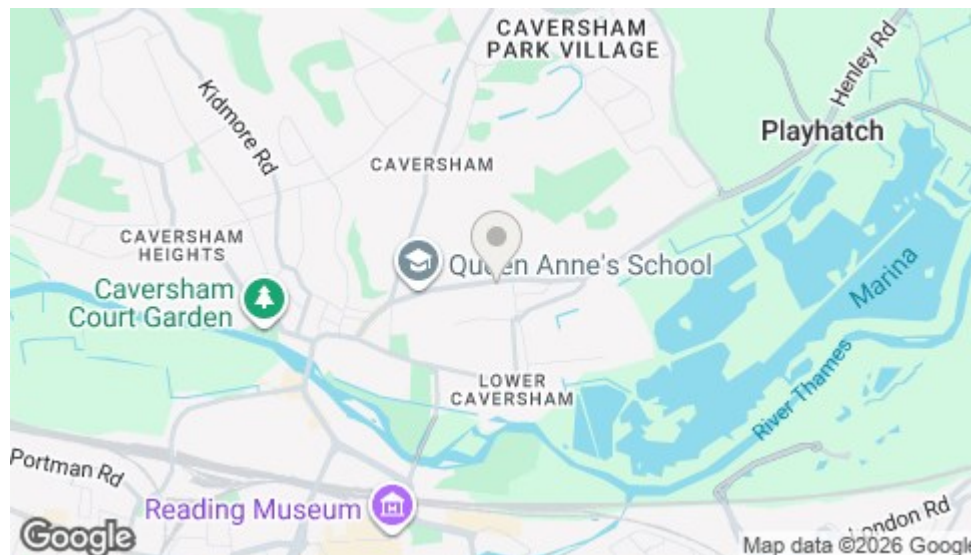 CAVERSHAM
PARK VILLAGE
Henley Rd
Kidmore Rd
Playhatch
CAVERSHAM
CAVERSHAM
HEIGHTS
Queen Anne's School
Marina
Caversham
Court Garden
River Thames
LOWER
CAVERSHAM
Portman Rd
Reading Museum
London Rd
Google
Map data ©2026 Google